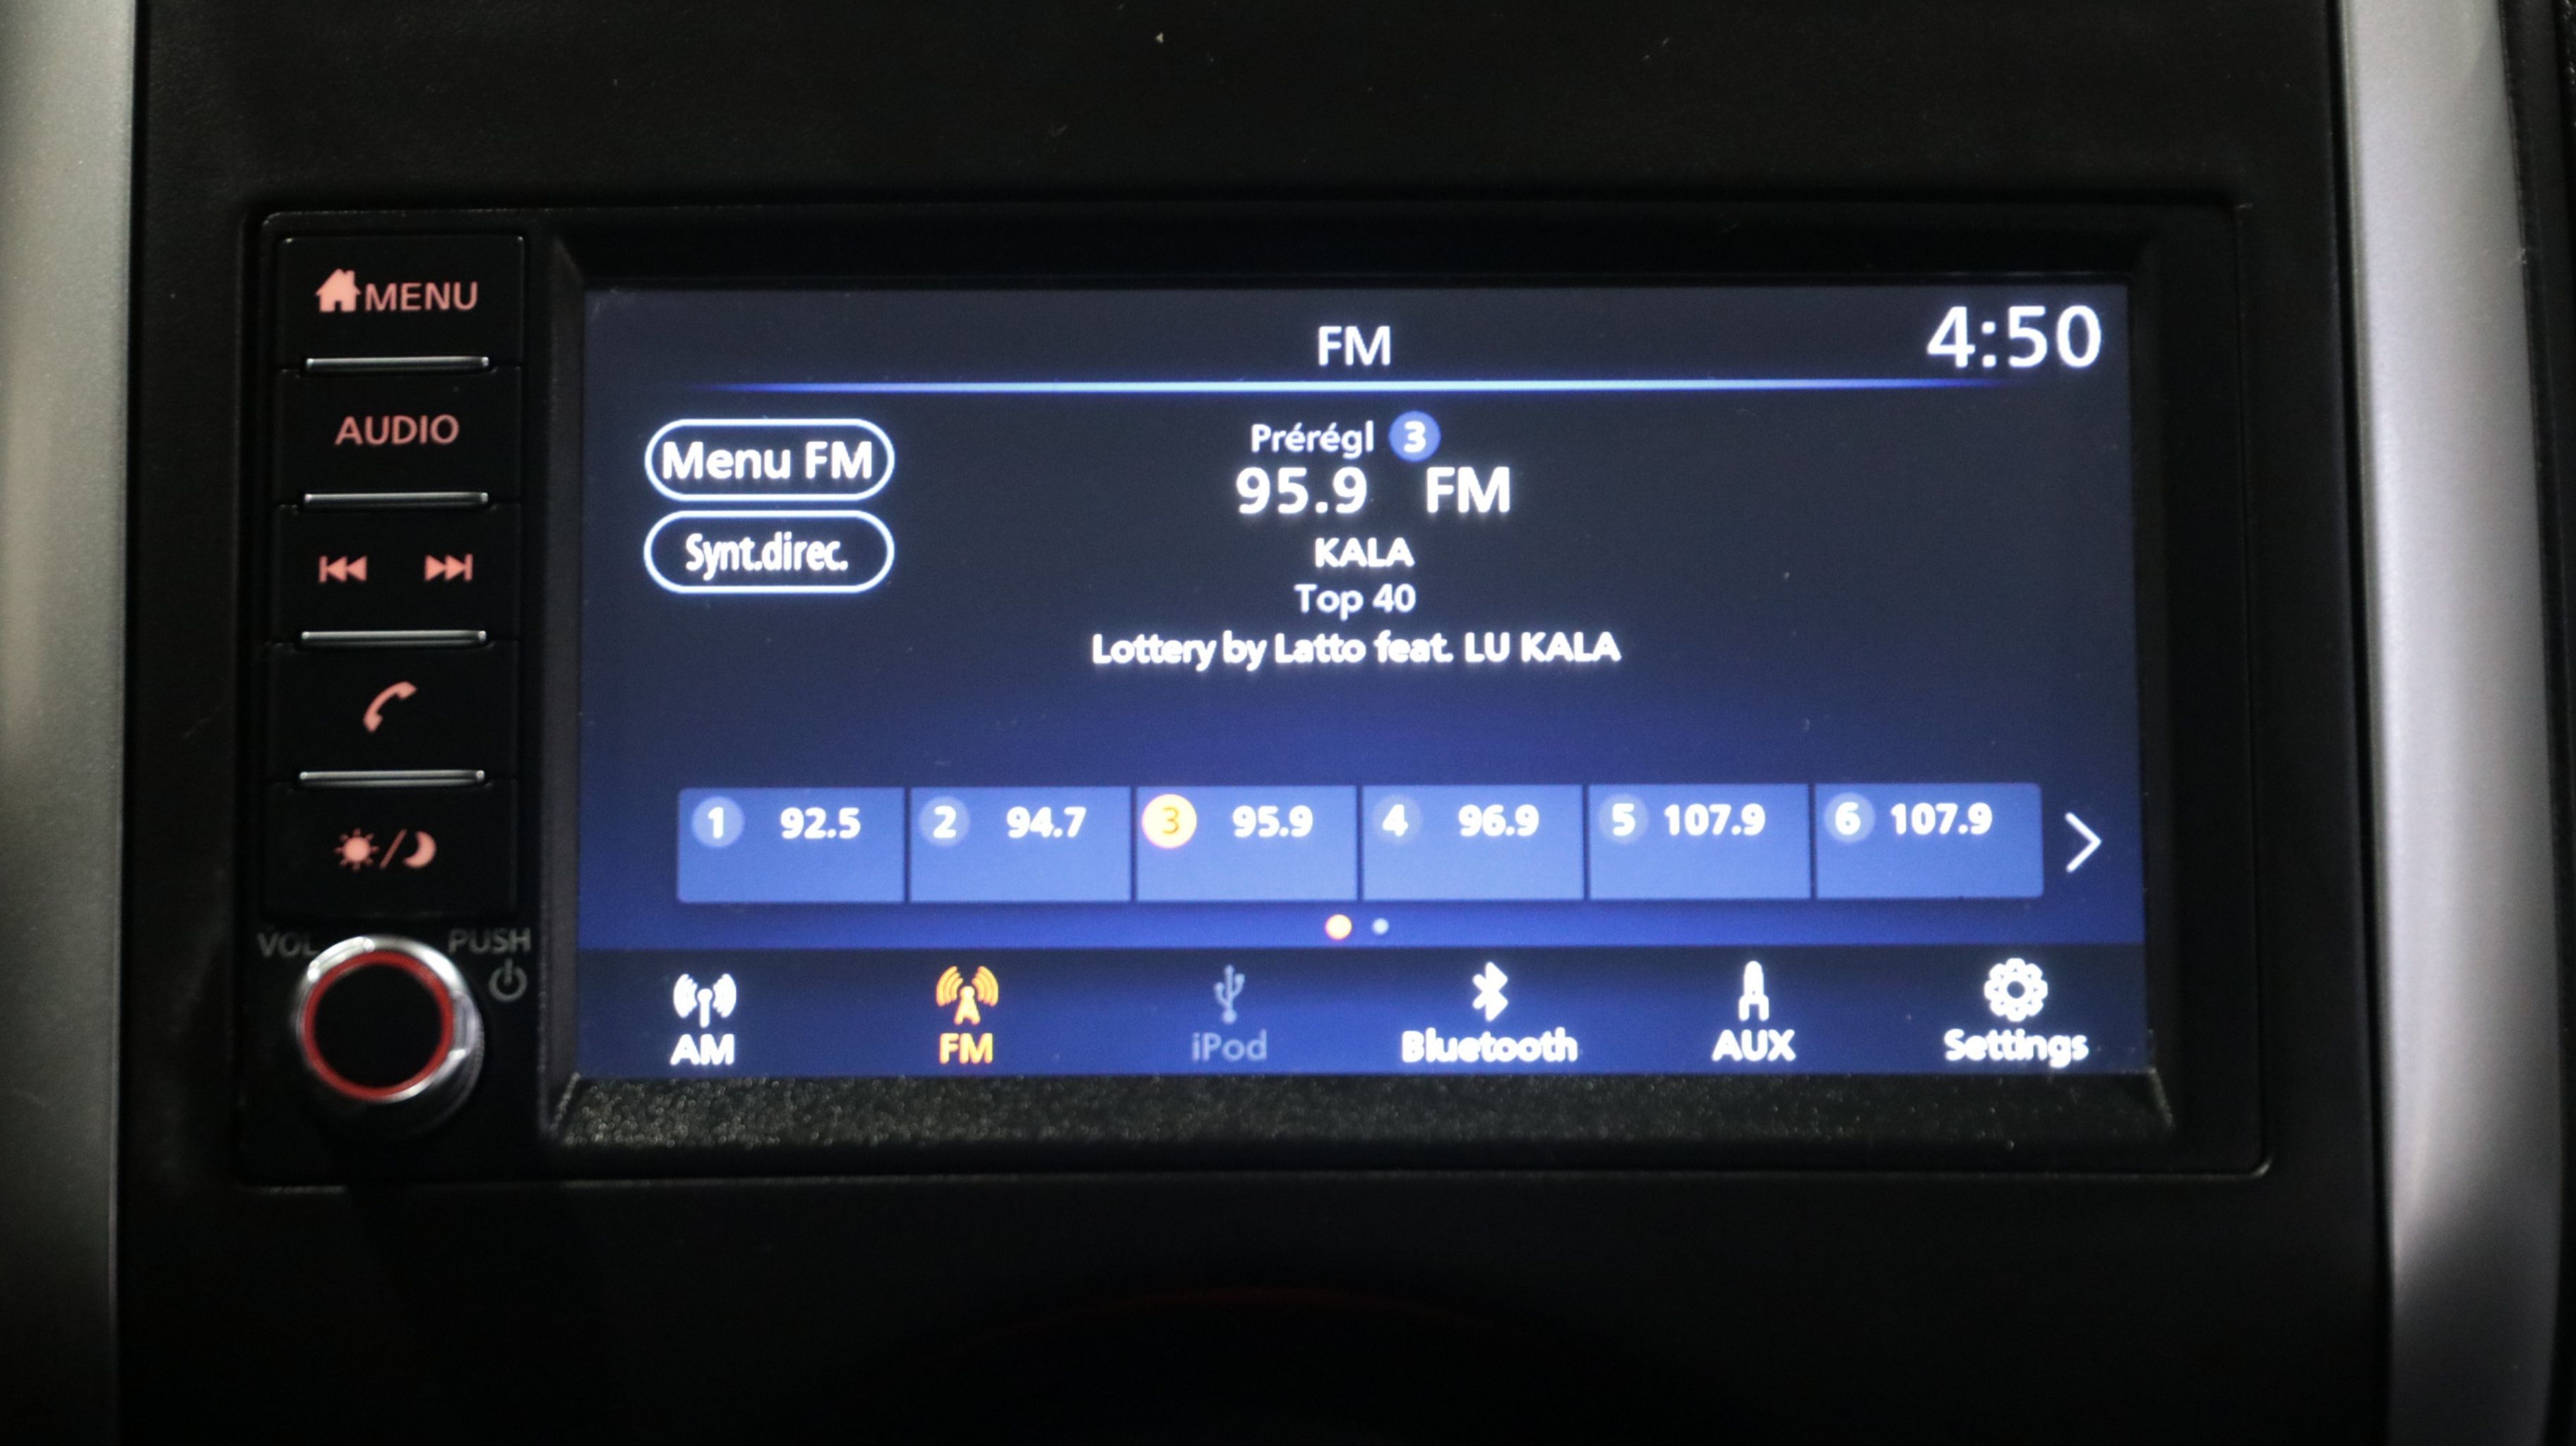 MENU
AUDIO
VOL
PUSH
FM
4:50
Menu FM
Synt.direc.
Prérégl 3
95.9 FM
KALA
Top 40
Lottery by Latto feat. LU KALA
1 92.5
2 94.7
3 95.9
4 96.9
5 107.9
6 107.9
AM
FM
iPod
Bluetooth
AUX
Settings